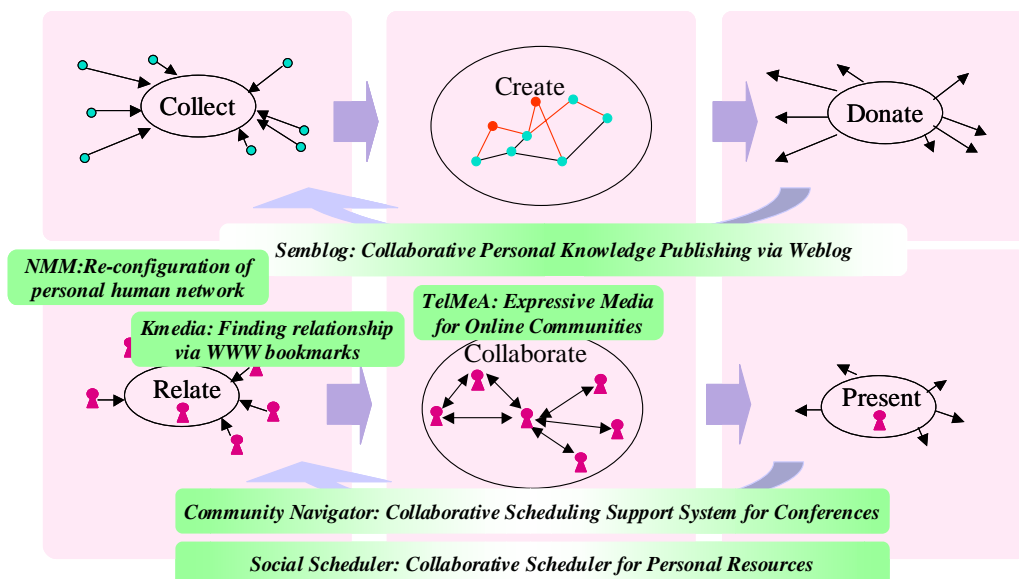 Collect
Create
Donate
Semblog: Collaborative Personal Knowledge Publishing via Weblog
NMM:Re-configuration of
personal human network
Kmedia: Finding relationship
via WWW bookmarks
TelMeA: Expressive Media
for Online Communities
Relate
Collaborate
Present
Community Navigator: Collaborative Scheduling Support System for Conferences
Social Scheduler: Collaborative Scheduler for Personal Resources